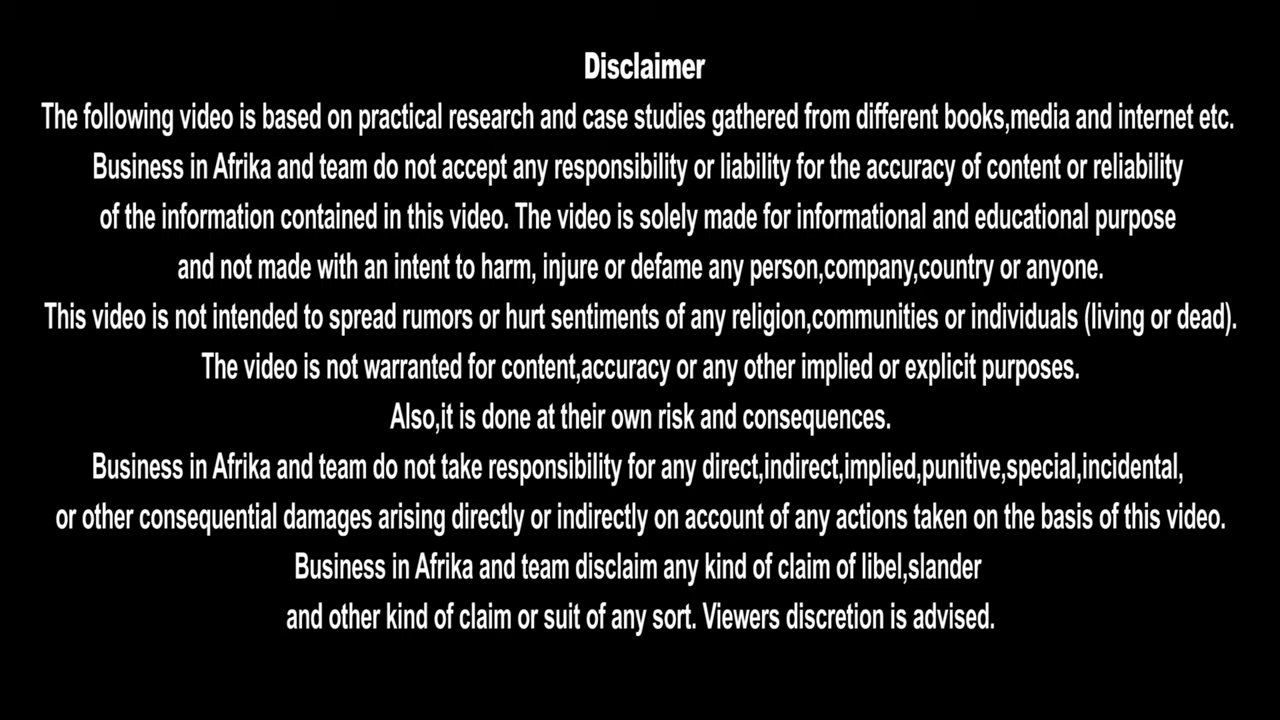 Disclaimer
The following video is based on practical research and case studies gathered from different books,media and internet etc.
Business in Afrika and team do not accept any responsibility or liability for the accuracy of content or reliability
of the information contained in this video. The video is solely made for informational and educational purpose
and not made with an intent to harm, injure or defame any person,company,country or anyone.
This video is not intended to spread rumors or hurt sentiments of any religion,communities or individuals (living or dead).
The video is not warranted for content,accuracy or any other implied or explicit purposes.
Also,it is done at their own risk and consequences.
Business in Afrika and team do not take responsibility for any direct,indirect,implied,punitive,special,incidental,
or other consequential damages arising directly or indirectly on account of any actions taken on the basis of this video.
Business in Afrika and team disclaim any kind of claim of libel,slander
and other kind of claim or suit of any sort. Viewers discretion is advised.